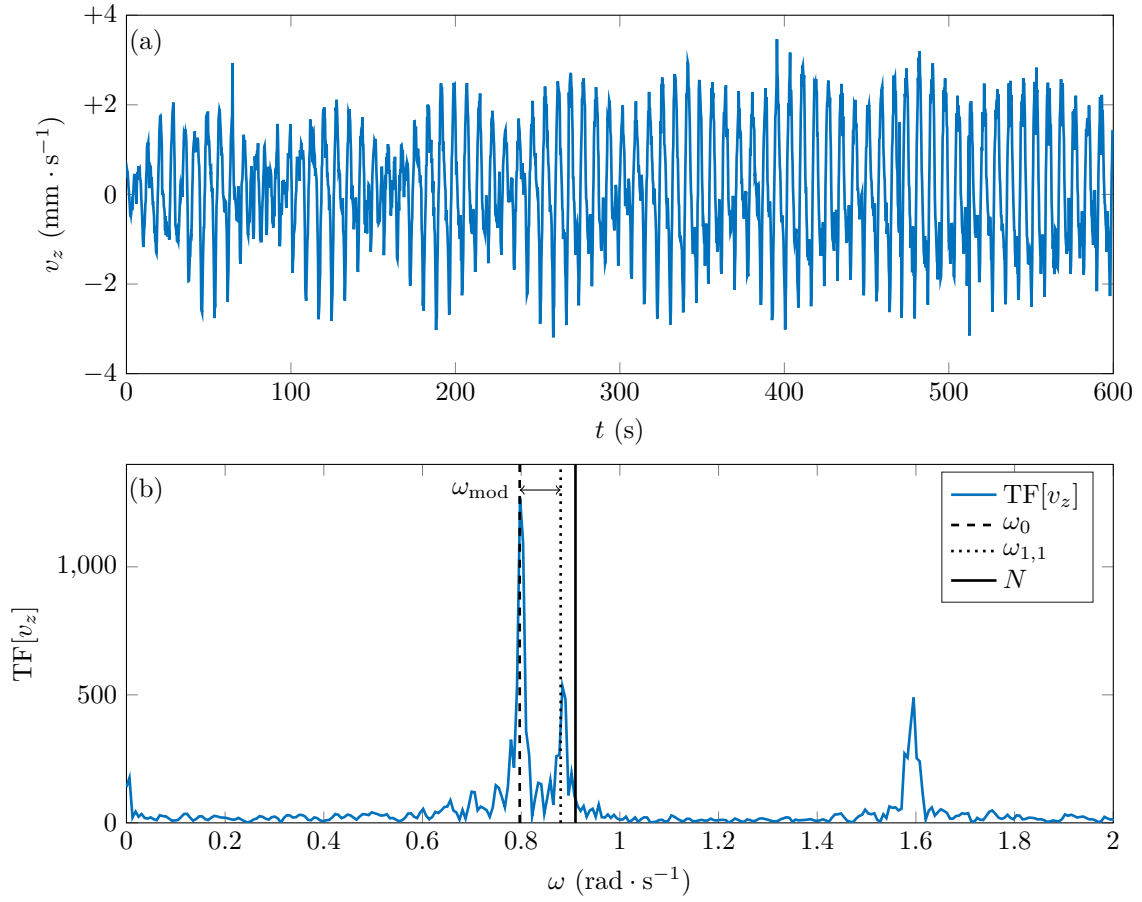 (a)
+4
+2
0
−2
−4
v_z (mm · s⁻¹)
0 100 200 300 400 500 600
t (s)
(b)
ω_mod
TF[v_z]
ω_0
ω_{1,1}
N
1,000
500
0
TF[v_z]
0 0.2 0.4 0.6 0.8 1 1.2 1.4 1.6 1.8 2
ω (rad · s⁻¹)